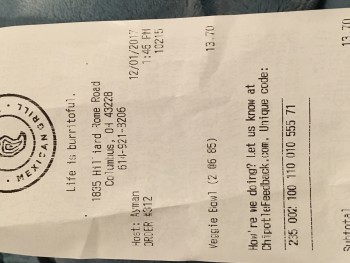 MEXICAN GRILL
Life is burritoful.
1835 Hilliard Rome Road
Columbus, OH 43228
614-921-3206
Host: Ayman
ORDER #312
12/01/2017
1:46 PM
10215
Veggie Bowl (2 @6.85) 13.70
How're we doing? Let us know at
ChipotleFeedback.com. Unique code:
235 002 100 110 010 555 71
Subtotal 13.70